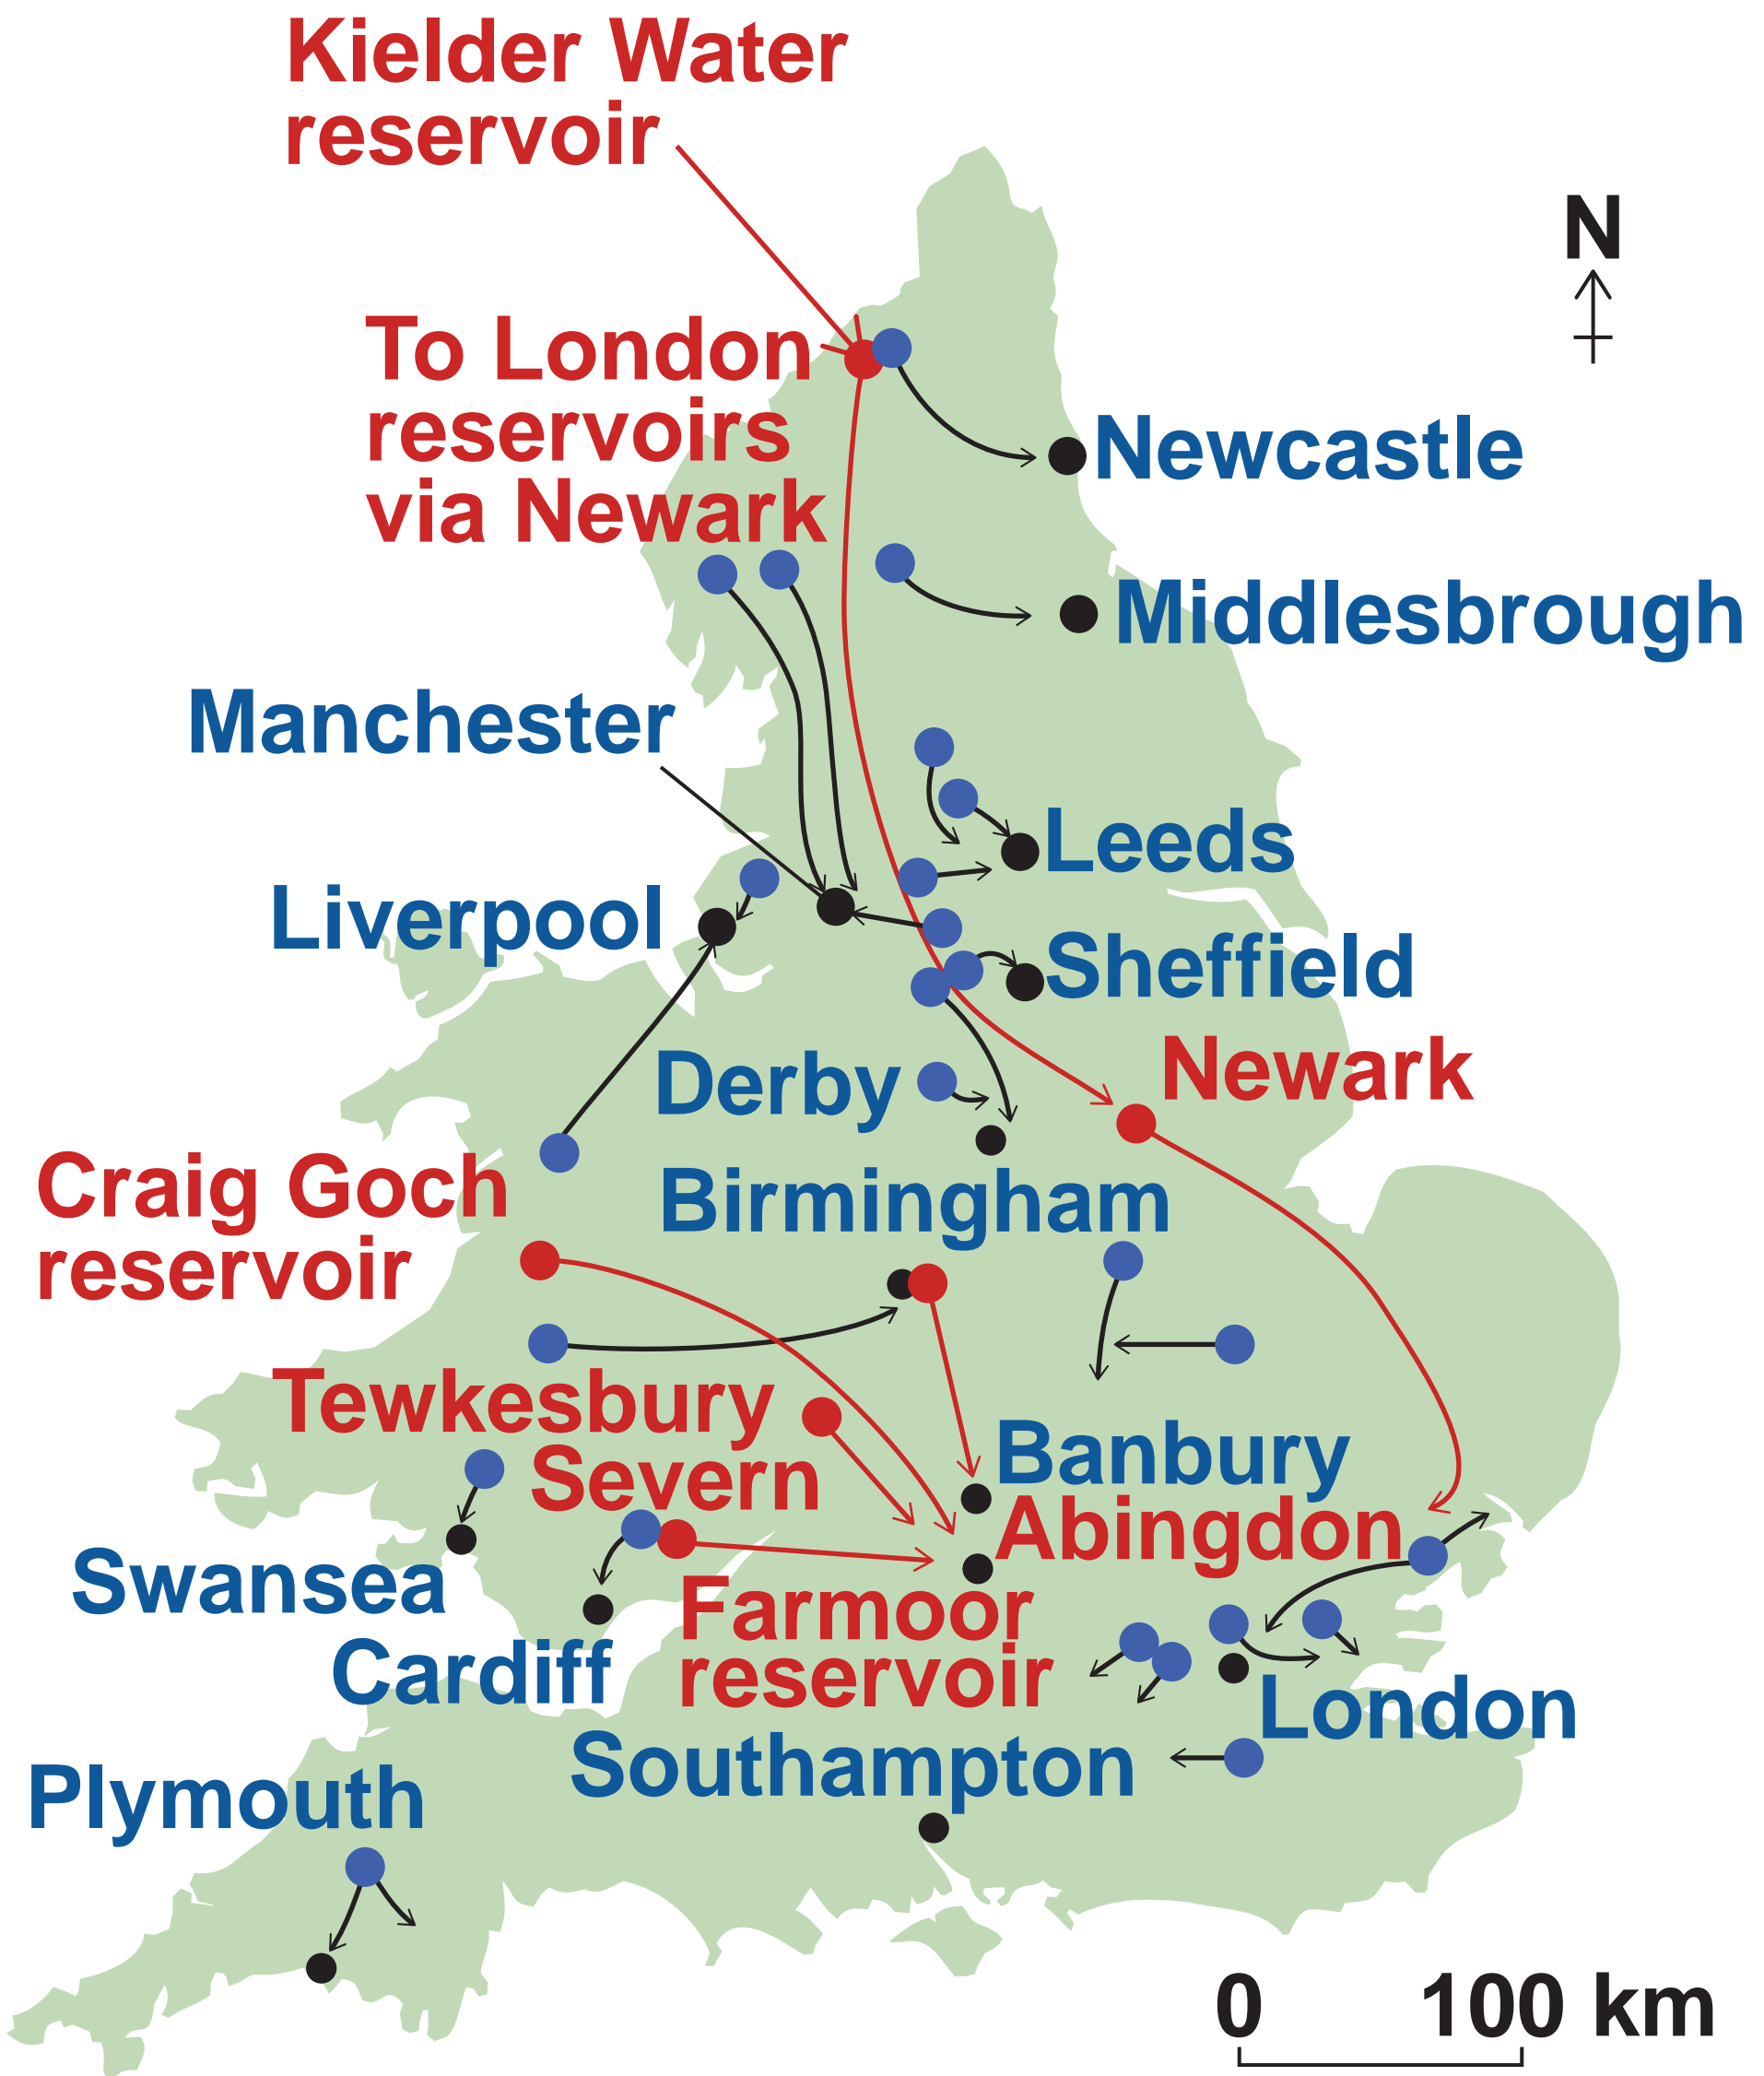 Kielder Water
reservoir
N
To London
reservoirs
via Newark
Newcastle
Middlesbrough
Manchester
Leeds
Liverpool
Sheffield
Newark
Derby
Craig Goch
reservoir
Birmingham
Tewkesbury
Severn
Banbury
Abingdon
Swansea
Farmoor
reservoir
Cardiff
London
Southampton
Plymouth
0 100 km